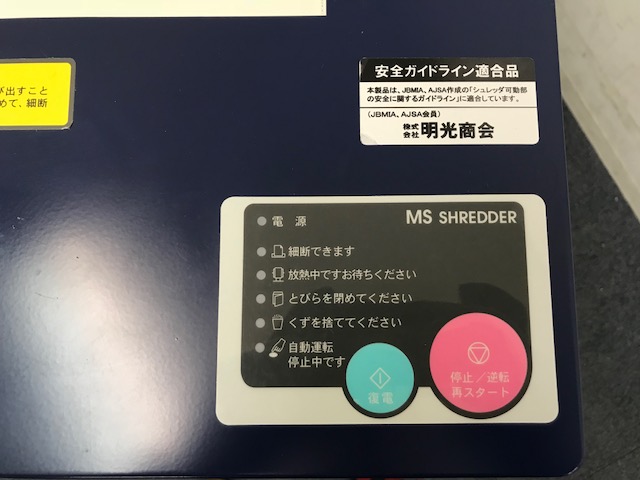 び出すこと
めて、細断
安全ガイドライン適合品
本製品は、JBMIA、AJSA作成の「シュレッダ可動部
の安全に関するガイドライン」に適合しています。
(JBMIA、AJSA会員)
株式会社 明光商会
電源 MS SHREDDER
細断できます
放熱中ですお待ちください
とびらを閉めてください
くずを捨ててください
自動運転
停止中です
復電
停止/逆転
再スタート